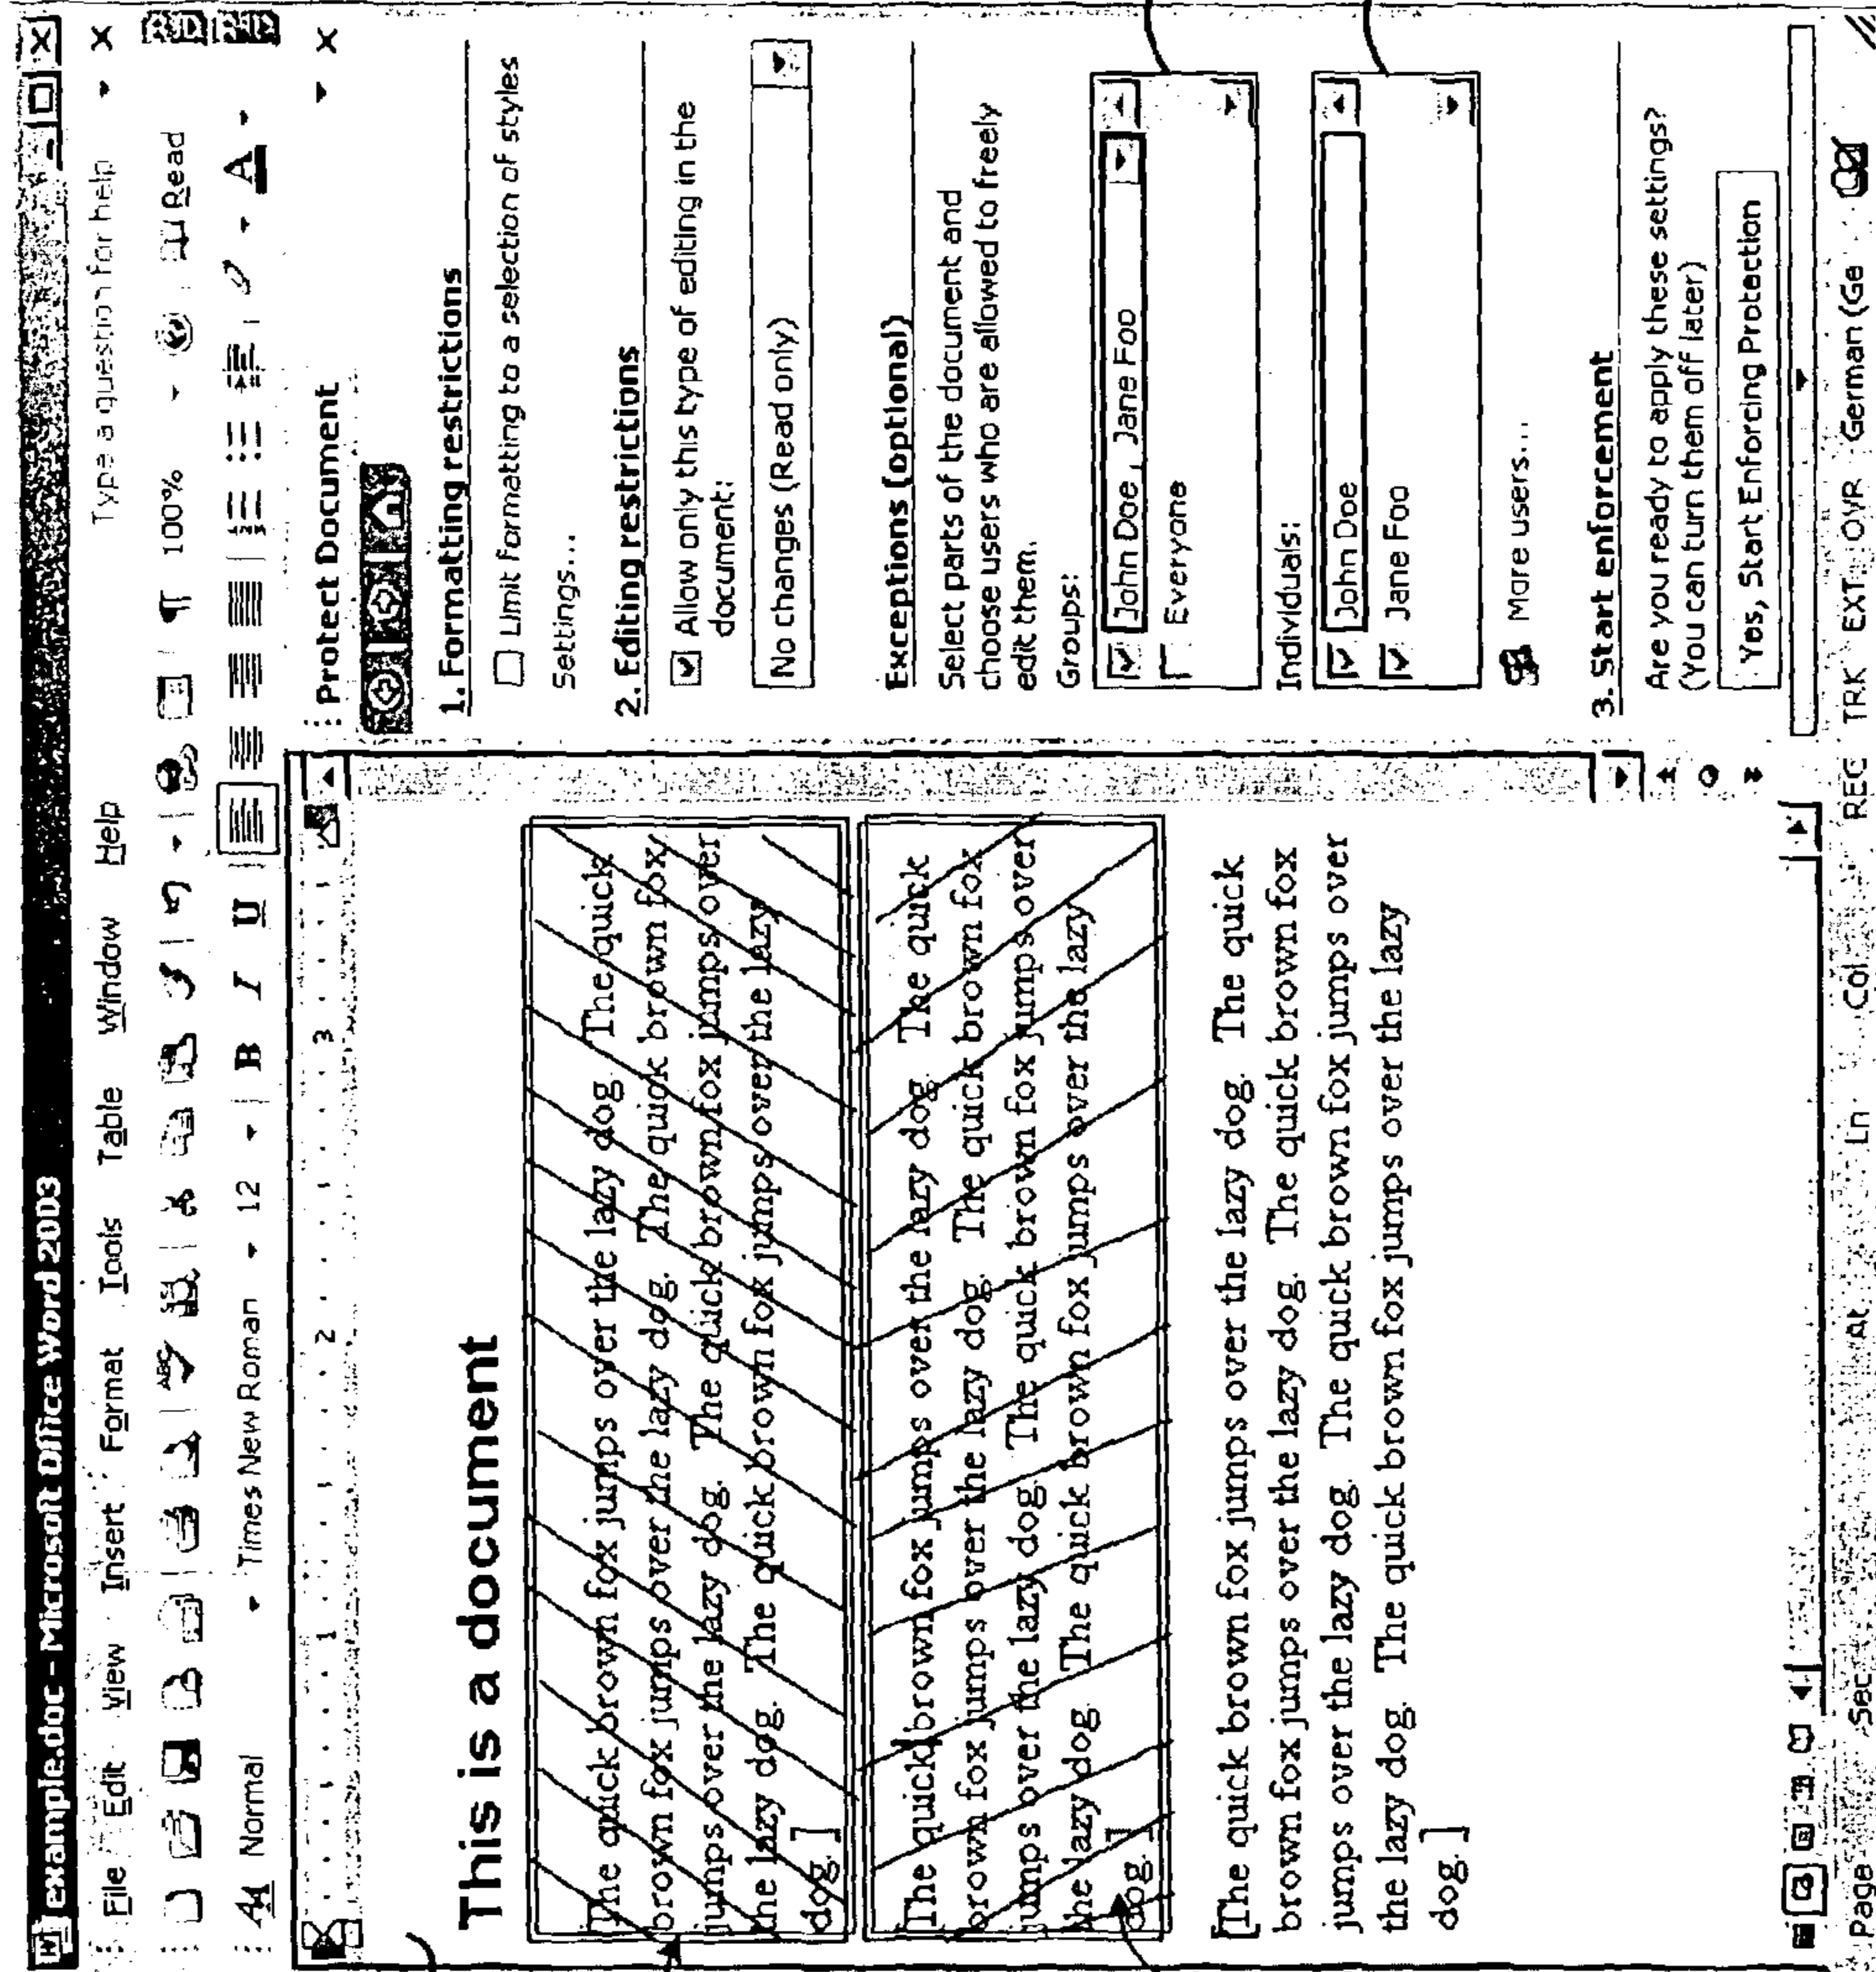 example.doc - Microsoft Office Word 2003
File Edit View Insert Format Tools Table Window Help Type a question for help
100% Read
Normal Times New Roman 12 B I U A
1 2 3
This is a document
The quick brown fox jumps over the lazy dog. The quick
brown fox jumps over the lazy dog. The quick brown fox
jumps over the lazy dog. The quick brown fox jumps over
the lazy dog. The quick brown fox jumps over the lazy
dog. ]
The quick brown fox jumps over the lazy dog. The quick
brown fox jumps over the lazy dog. The quick brown fox
jumps over the lazy dog. The quick brown fox jumps over
the lazy dog. The quick brown fox jumps over the lazy
dog. ]
[The quick brown fox jumps over the lazy dog. The quick
brown fox jumps over the lazy dog. The quick brown fox
jumps over the lazy dog. The quick brown fox jumps over
the lazy dog. The quick brown fox jumps over the lazy
dog. ]
Protect Document
1. Formatting restrictions
Limit formatting to a selection of styles
Settings...
2. Editing restrictions
Allow only this type of editing in the
document:
No changes (Read only)
Exceptions (optional)
Select parts of the document and
choose users who are allowed to freely
edit them.
Groups:
John Doe , Jane Foo
Everyone
Individuals:
John Doe
Jane Foo
More users...
3. Start enforcement
Are you ready to apply these settings?
(You can turn them off later)
Yes, Start Enforcing Protection
Page Sec At Ln Col REC TRK EXT OVR German (Ge